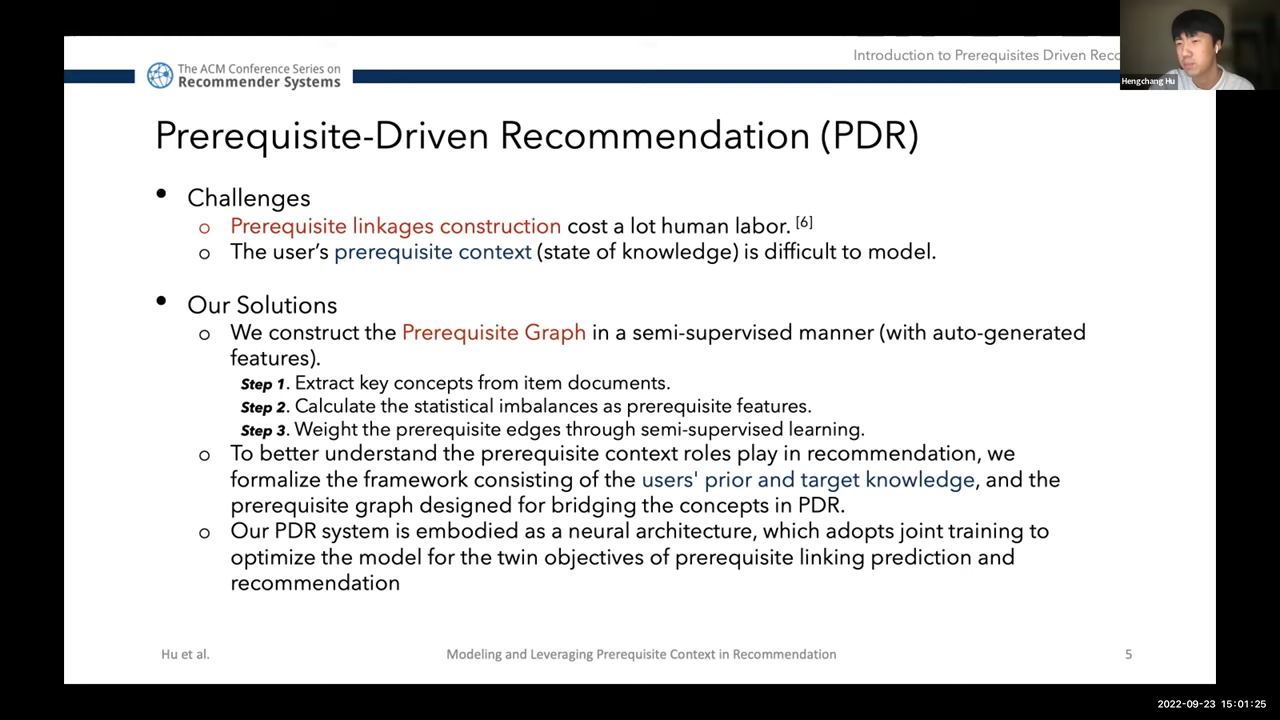 Introduction to Prerequisites Driven
Hengchang Hu
The ACM Conference Series on
Recommender Systems
Prerequisite-Driven Recommendation (PDR)
• Challenges
o Prerequisite linkages construction cost a lot human labor. [6]
o The user's prerequisite context (state of knowledge) is difficult to model.
• Our Solutions
o We construct the Prerequisite Graph in a semi-supervised manner (with auto-generated
features).
Step 1. Extract key concepts from item documents.
Step 2. Calculate the statistical imbalances as prerequisite features.
Step 3. Weight the prerequisite edges through semi-supervised learning.
o To better understand the prerequisite context roles play in recommendation, we
formalize the framework consisting of the users' prior and target knowledge, and the
prerequisite graph designed for bridging the concepts in PDR.
o Our PDR system is embodied as a neural architecture, which adopts joint training to
optimize the model for the twin objectives of prerequisite linking prediction and
recommendation
Hu et al.
Modeling and Leveraging Prerequisite Context in Recommendation
5
2022-09-23 15:01:25